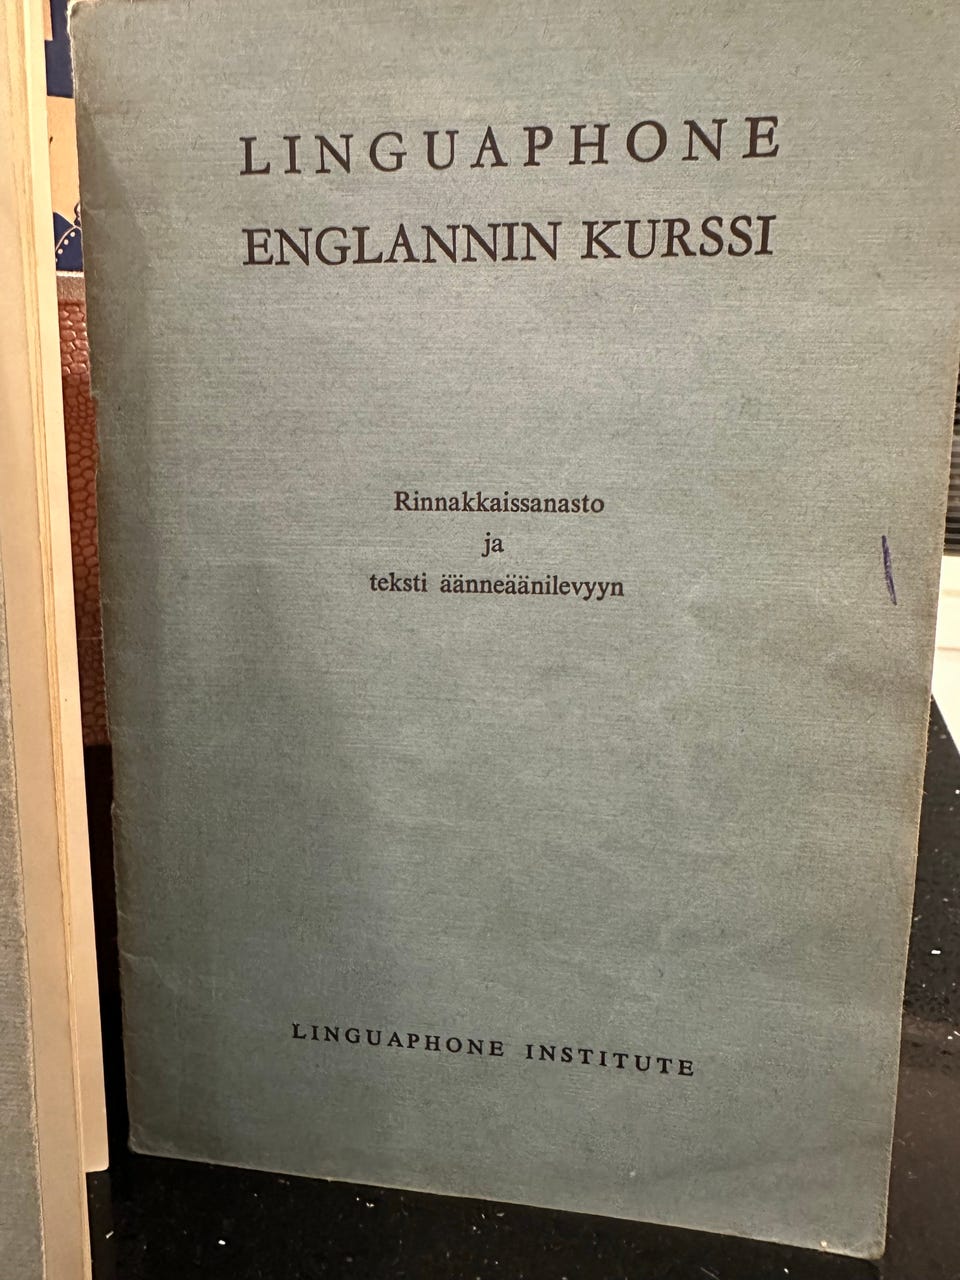 LINGUAPHONE
ENGLANNIN KURSSI
Rinnakkaissanasto
ja
teksti äänneäänilevyyn
LINGUAPHONE INSTITUTE